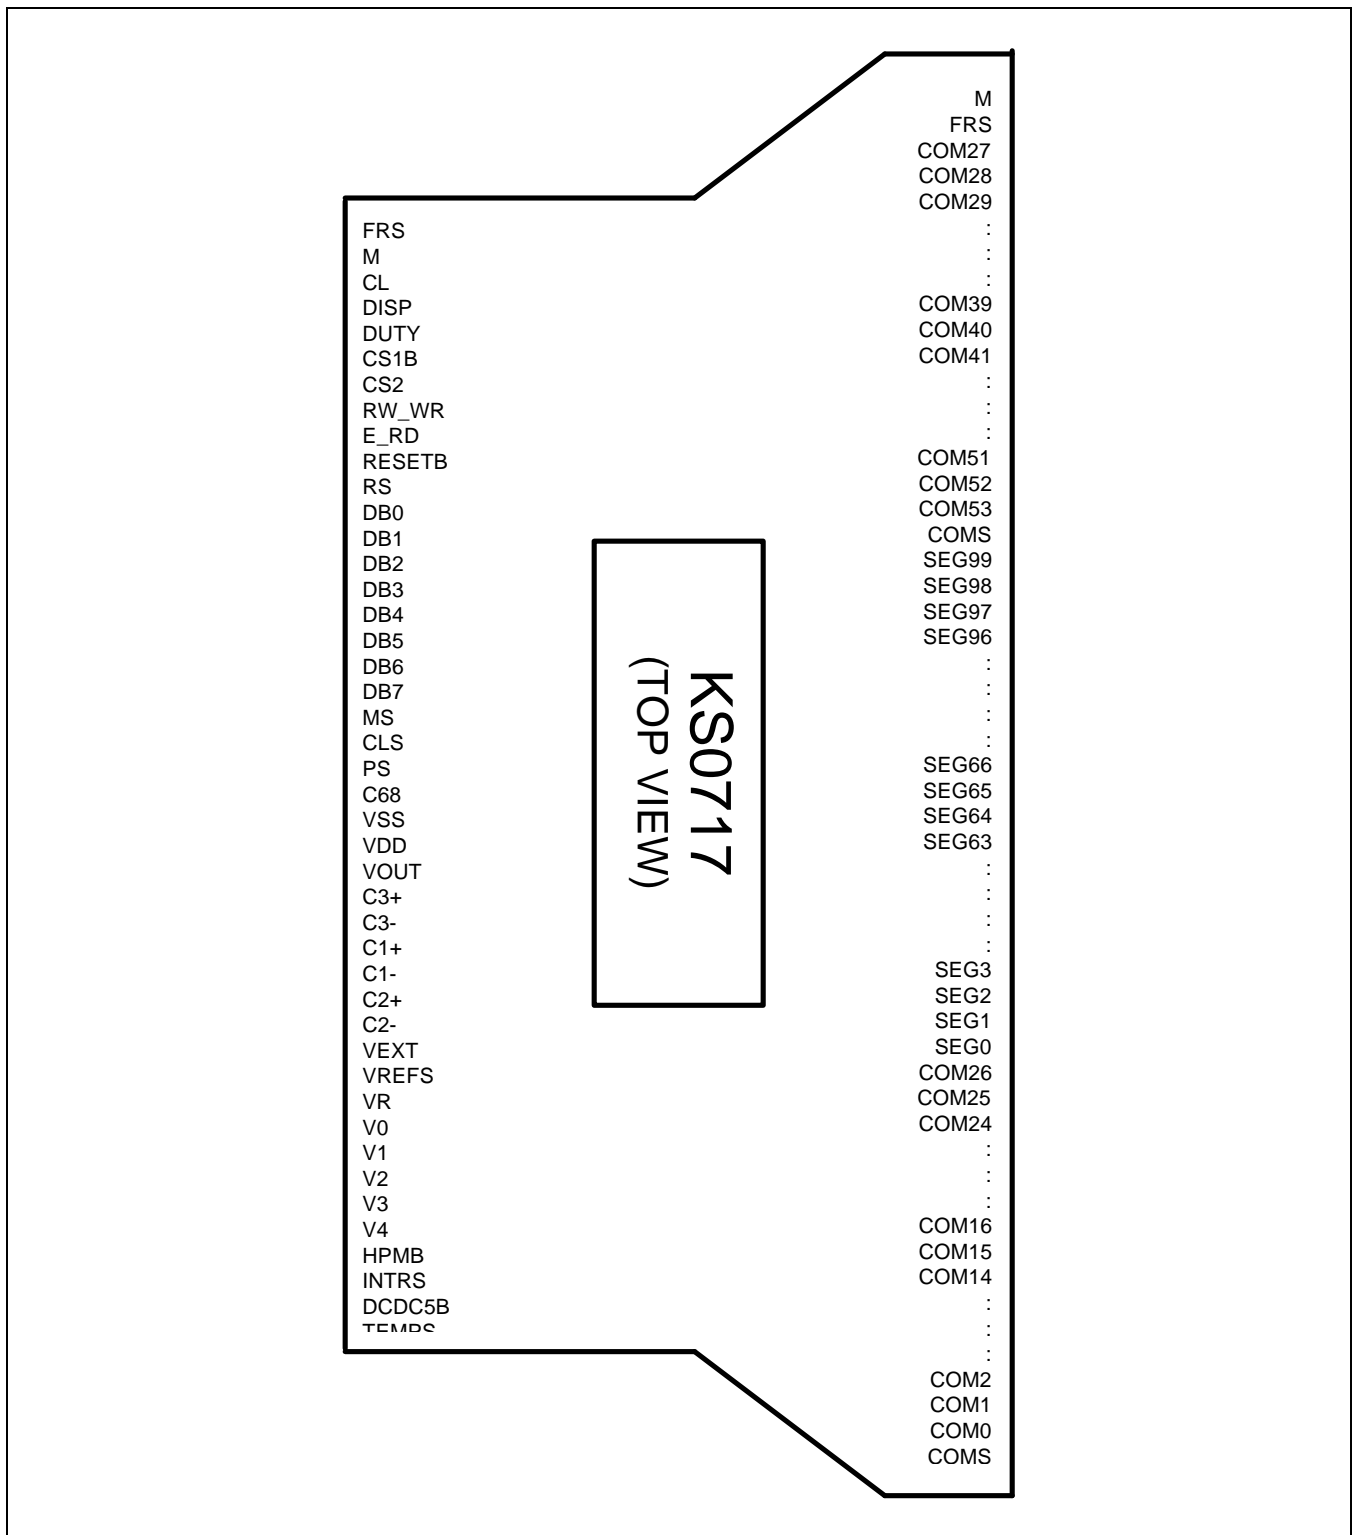 FRS
M
CL
DISP
DUTY
CS1B
CS2
RW_WR
E_RD
RESETB
RS
DB0
DB1
DB2
DB3
DB4
DB5
DB6
DB7
MS
CLS
PS
C68
VSS
VDD
VOUT
C3+
C3-
C1+
C1-
C2+
C2-
VEXT
VREFS
VR
V0
V1
V2
V3
V4
HPMB
INTRS
DCDC5B
TEMPS
KS0717
(TOP VIEW)
M
FRS
COM27
COM28
COM29
:
:
:
COM39
COM40
COM41
:
:
:
COM51
COM52
COM53
COMS
SEG99
SEG98
SEG97
SEG96
:
:
:
:
SEG66
SEG65
SEG64
SEG63
:
:
:
:
SEG3
SEG2
SEG1
SEG0
COM26
COM25
COM24
:
:
:
COM16
COM15
COM14
:
:
:
COM2
COM1
COM0
COMS